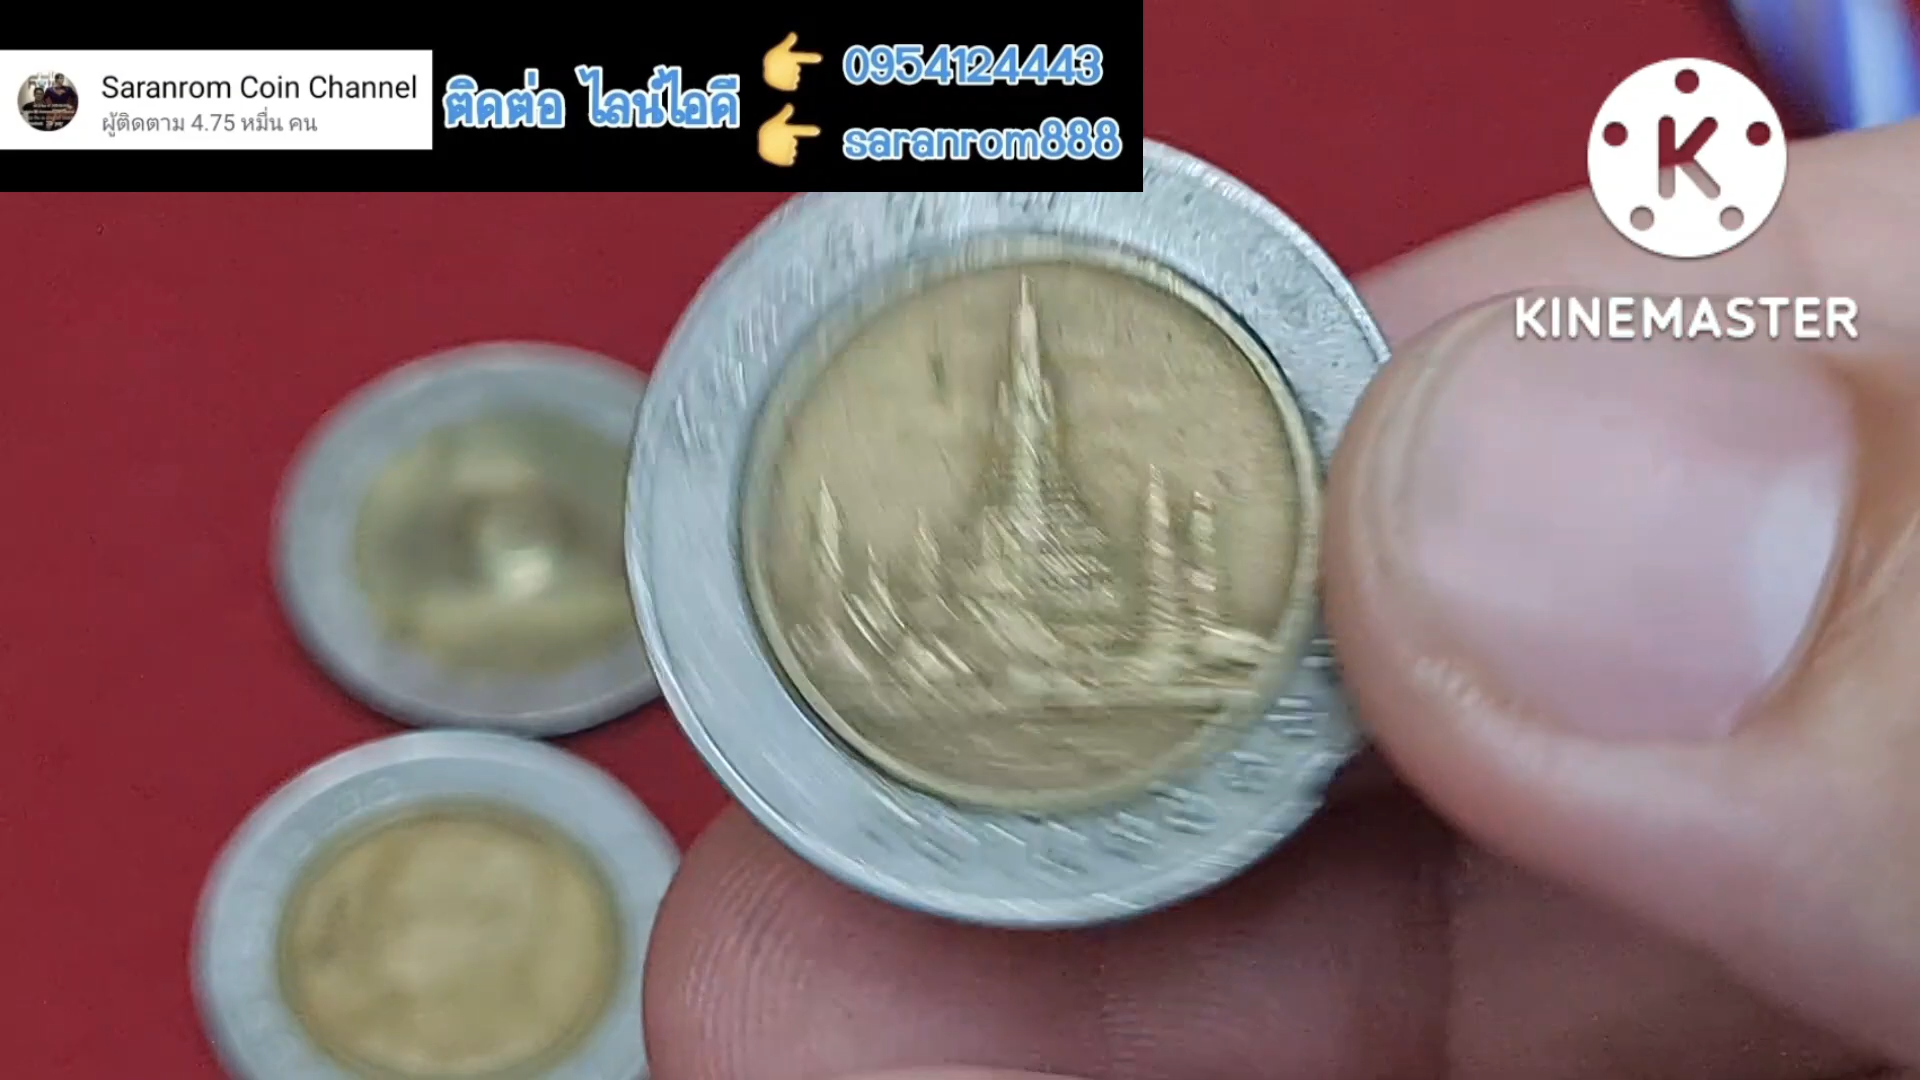 Saranrom Coin Channel
ผู้ติดตาม 4.75 หมื่น คน
ติดต่อ ไลน์ไอดี
👉 0954124443
👉 saranrom888
KINEMASTER